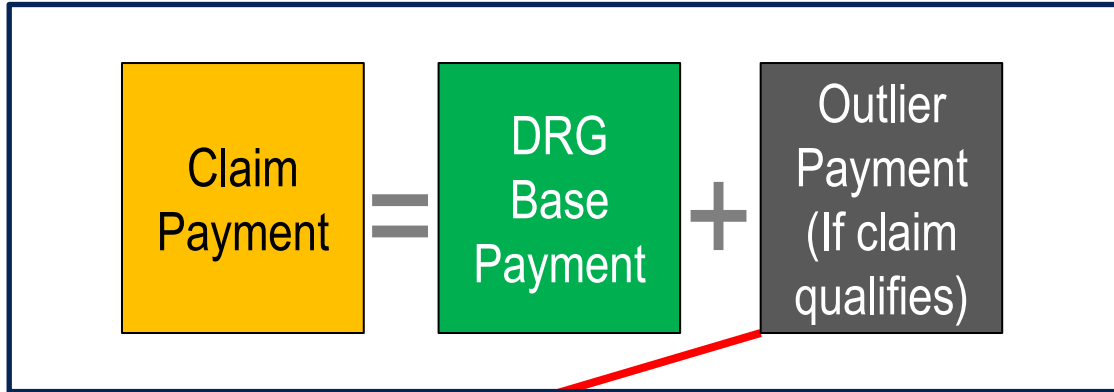 Claim
Payment
=
DRG
Base
Payment
+
Outlier
Payment
(If claim
qualifies)